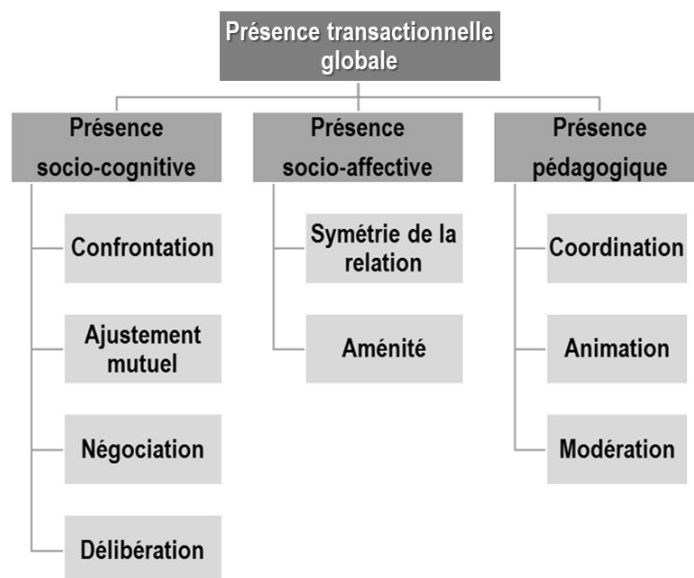 Présence transactionnelle
globale
Présence
socio-cognitive
Confrontation
Ajustement
mutuel
Négociation
Délibération
Présence
socio-affective
Symétrie de la
relation
Aménité
Présence
pédagogique
Coordination
Animation
Modération